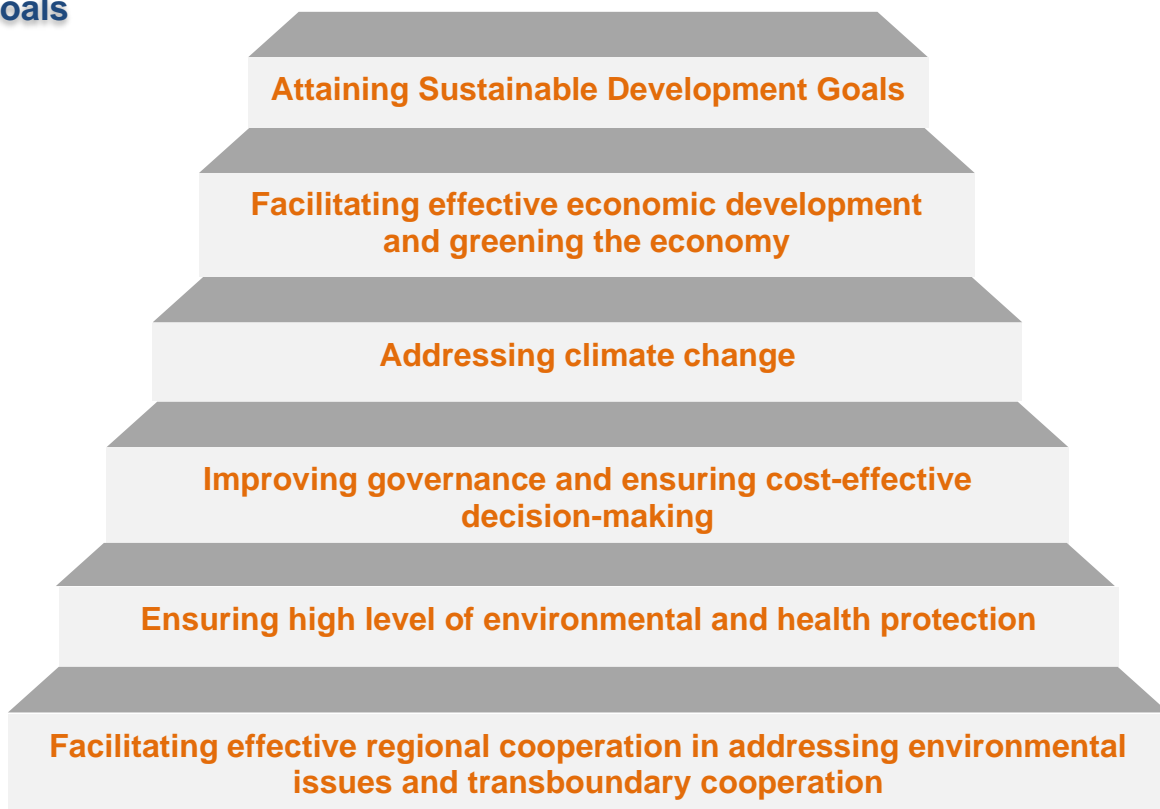 oals
Attaining Sustainable Development Goals
Facilitating effective economic development
and greening the economy
Addressing climate change
Improving governance and ensuring cost-effective
decision-making
Ensuring high level of environmental and health protection
Facilitating effective regional cooperation in addressing environmental
issues and transboundary cooperation